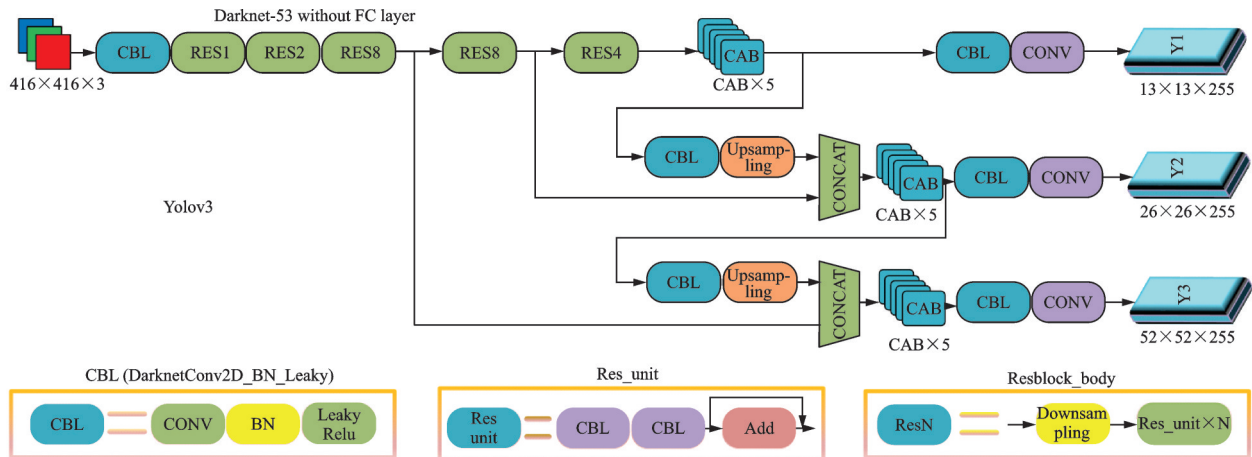 Darknet-53 without FC layer
CBL
RES1
RES2
RES8
RES8
RES4
CAB
CBL
CONV
Y1
416×416×3
CAB×5
13×13×255
CBL
Upsamp-
ling
CONCAT
CAB
CBL
CONV
Y2
CAB×5
26×26×255
Yolov3
CBL
Upsamp-
ling
CONCAT
CAB
CBL
CONV
Y3
CAB×5
52×52×255
CBL (DarknetConv2D_BN_Leaky)
CBL
CONV
BN
Leaky
Relu
Res_unit
Res
unit
CBL
CBL
Add
Resblock_body
ResN
Downsam
pling
Res_unit×N